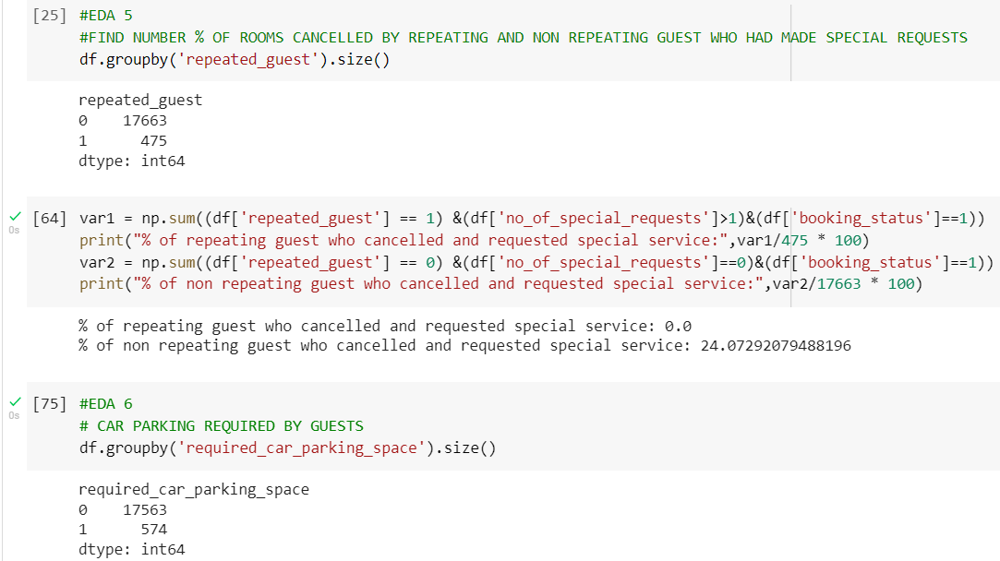 [25] #EDA 5
#FIND NUMBER % OF ROOMS CANCELLED BY REPEATING AND NON REPEATING GUEST WHO HAD MADE SPECIAL REQUESTS
df.groupby('repeated_guest').size()
repeated_guest
0    17663
1      475
dtype: int64
[64] var1 = np.sum((df['repeated_guest'] == 1) &(df['no_of_special_requests']>1)&(df['booking_status']==1))
0s
print("% of repeating guest who cancelled and requested special service:",var1/475 * 100)
var2 = np.sum((df['repeated_guest'] == 0) &(df['no_of_special_requests']==0)&(df['booking_status']==1))
print("% of non repeating guest who cancelled and requested special service:",var2/17663 * 100)
% of repeating guest who cancelled and requested special service: 0.0
% of non repeating guest who cancelled and requested special service: 24.07292079488196
[75] #EDA 6
0s
# CAR PARKING REQUIRED BY GUESTS
df.groupby('required_car_parking_space').size()
required_car_parking_space
0    17563
1      574
dtype: int64